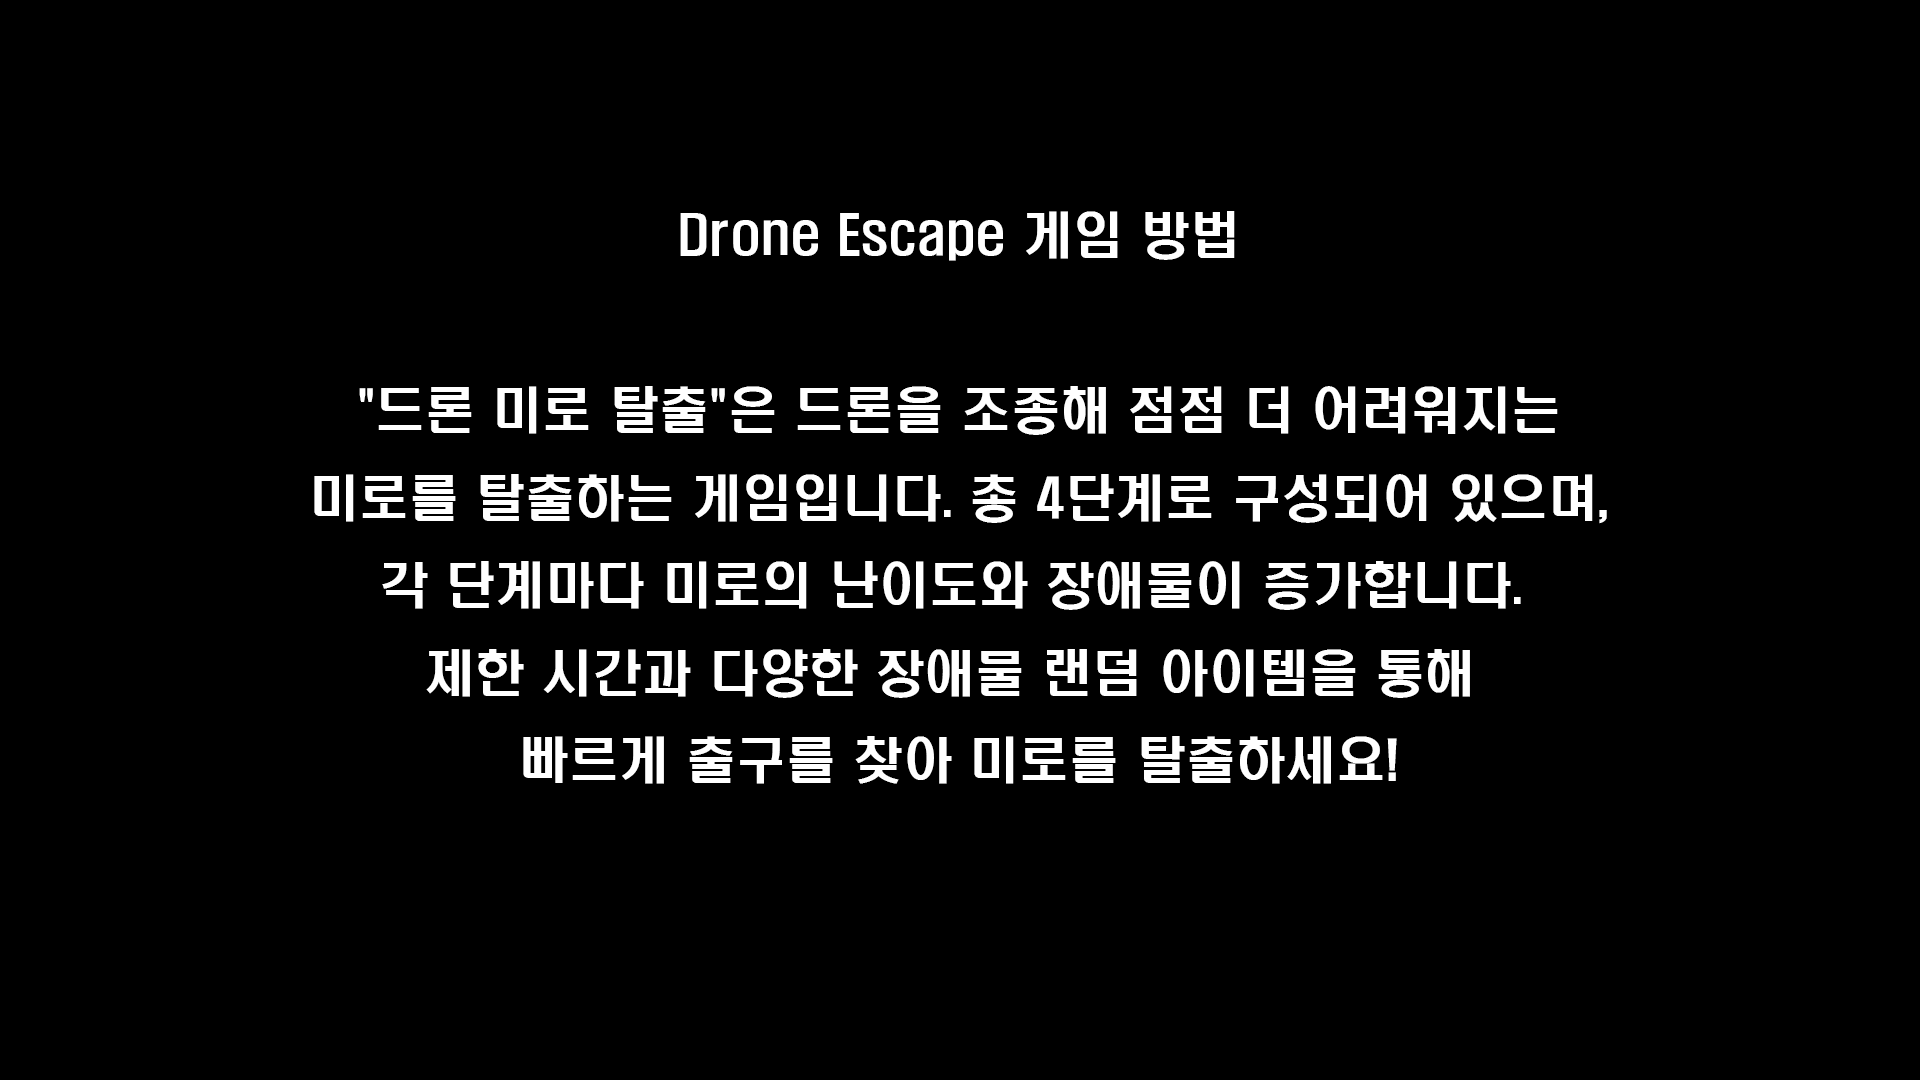 Drone Escape 게임 방법
"드론 미로 탈출"은 드론을 조종해 점점 더 어려워지는
미로를 탈출하는 게임입니다. 총 4단계로 구성되어 있으며,
각 단계마다 미로의 난이도와 장애물이 증가합니다.
제한 시간과 다양한 장애물 랜덤 아이템을 통해
빠르게 출구를 찾아 미로를 탈출하세요!